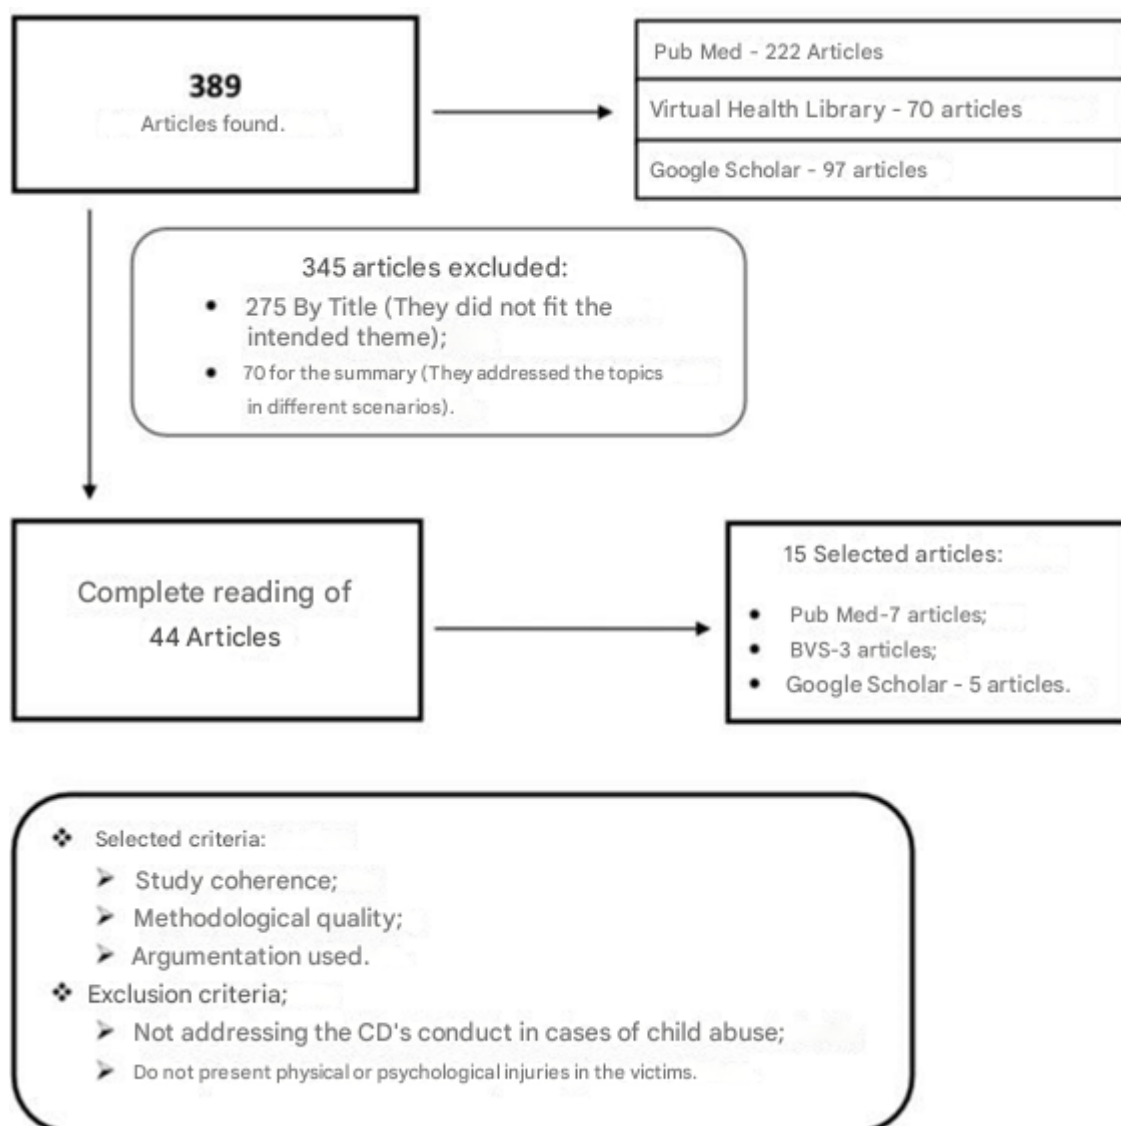 389
Articles found.
Pub Med - 222 Articles
Virtual Health Library - 70 articles
Google Scholar - 97 articles
345 articles excluded:
• 275 By Title (They did not fit the
intended theme);
• 70 for the summary (They addressed the topics
in different scenarios).
Complete reading of
44 Articles
15 Selected articles:
• Pub Med-7 articles;
• BVS-3 articles;
• Google Scholar - 5 articles.
❖ Selected criteria:
➢ Study coherence;
➢ Methodological quality;
➢ Argumentation used.
❖ Exclusion criteria;
➢ Not addressing the CD's conduct in cases of child abuse;
➢ Do not present physical or psychological injuries in the victims.